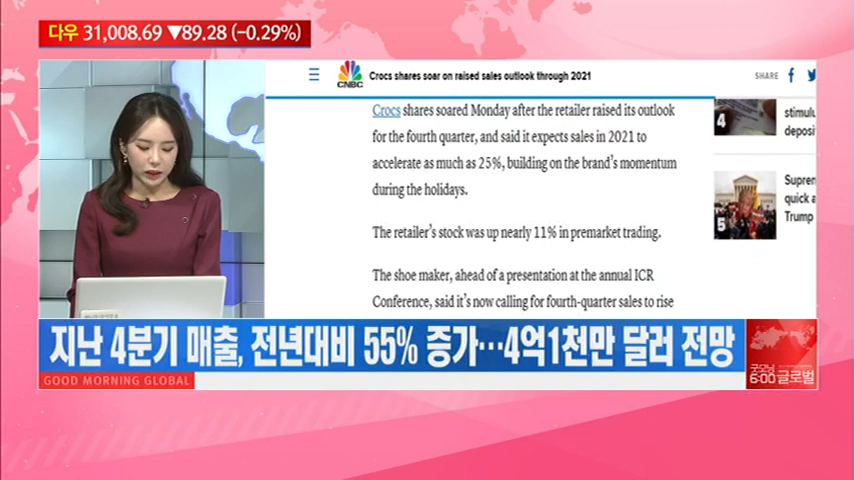 다우 31,008.69 ▼89.28 (-0.29%)
CNBC
Crocs shares soar on raised sales outlook through 2021
SHARE
Crocs shares soared Monday after the retailer raised its outlook
for the fourth quarter, and said it expects sales in 2021 to
accelerate as much as 25%, building on the brand's momentum
during the holidays.
The retailer's stock was up nearly 11% in premarket trading.
The shoe maker, ahead of a presentation at the annual ICR
Conference, said it's now calling for fourth-quarter sales to rise
4
stimulu
deposi
5
Suprem
quick a
Trump
지난 4분기 매출, 전년대비 55% 증가…4억1천만 달러 전망
GOOD MORNING GLOBAL
굿모닝
6:00 글로벌